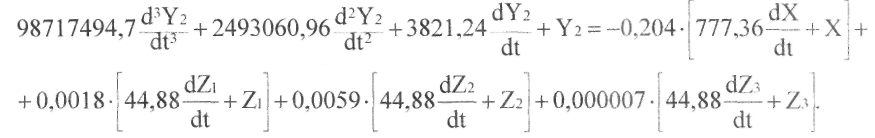 98717494,7 d³Y₂/dt³ + 2493060,96 d²Y₂/dt² + 3821,24 dY₂/dt + Y₂ = –0,204·[777,36 dX/dt + X] +
+ 0,0018·[44,88 dZ₁/dt + Z₁] + 0,0059·[44,88 dZ₂/dt + Z₂] + 0,000007·[44,88 dZ₃/dt + Z₃].